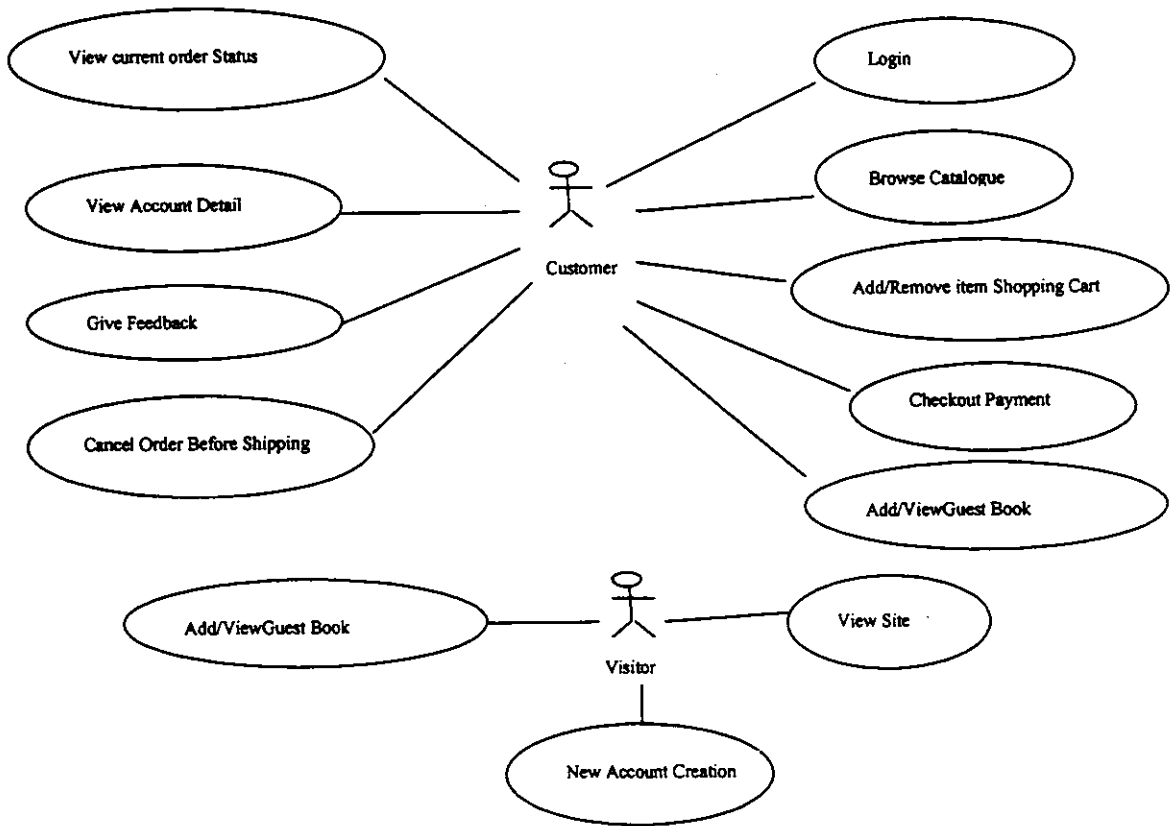 View current order Status
Login
Browse Catalogue
View Account Detail
Customer
Add/Remove item Shopping Cart
Give Feedback
Checkout Payment
Cancel Order Before Shipping
Add/ViewGuest Book
Add/ViewGuest Book
View Site
Visitor
New Account Creation